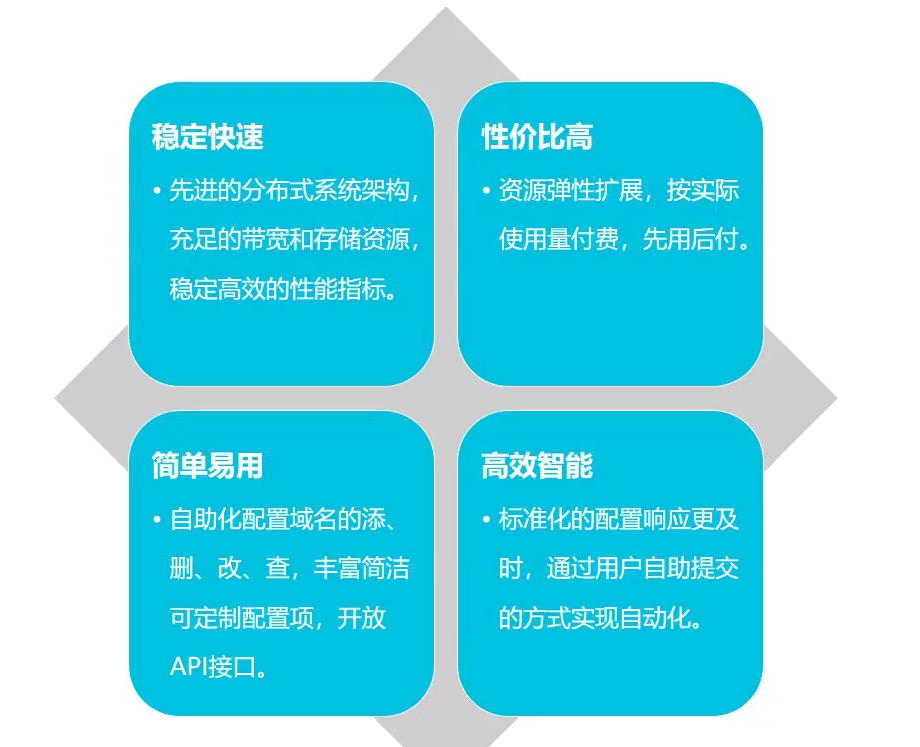 稳定快速
• 先进的分布式系统架构，
充足的带宽和存储资源，
稳定高效的性能指标。
性价比高
• 资源弹性扩展，按实际
使用量付费，先用后付。
简单易用
• 自助化配置域名的添、
删、改、查，丰富简洁
可定制配置项，开放
API接口。
高效智能
• 标准化的配置响应更及
时，通过用户自助提交
的方式实现自动化。